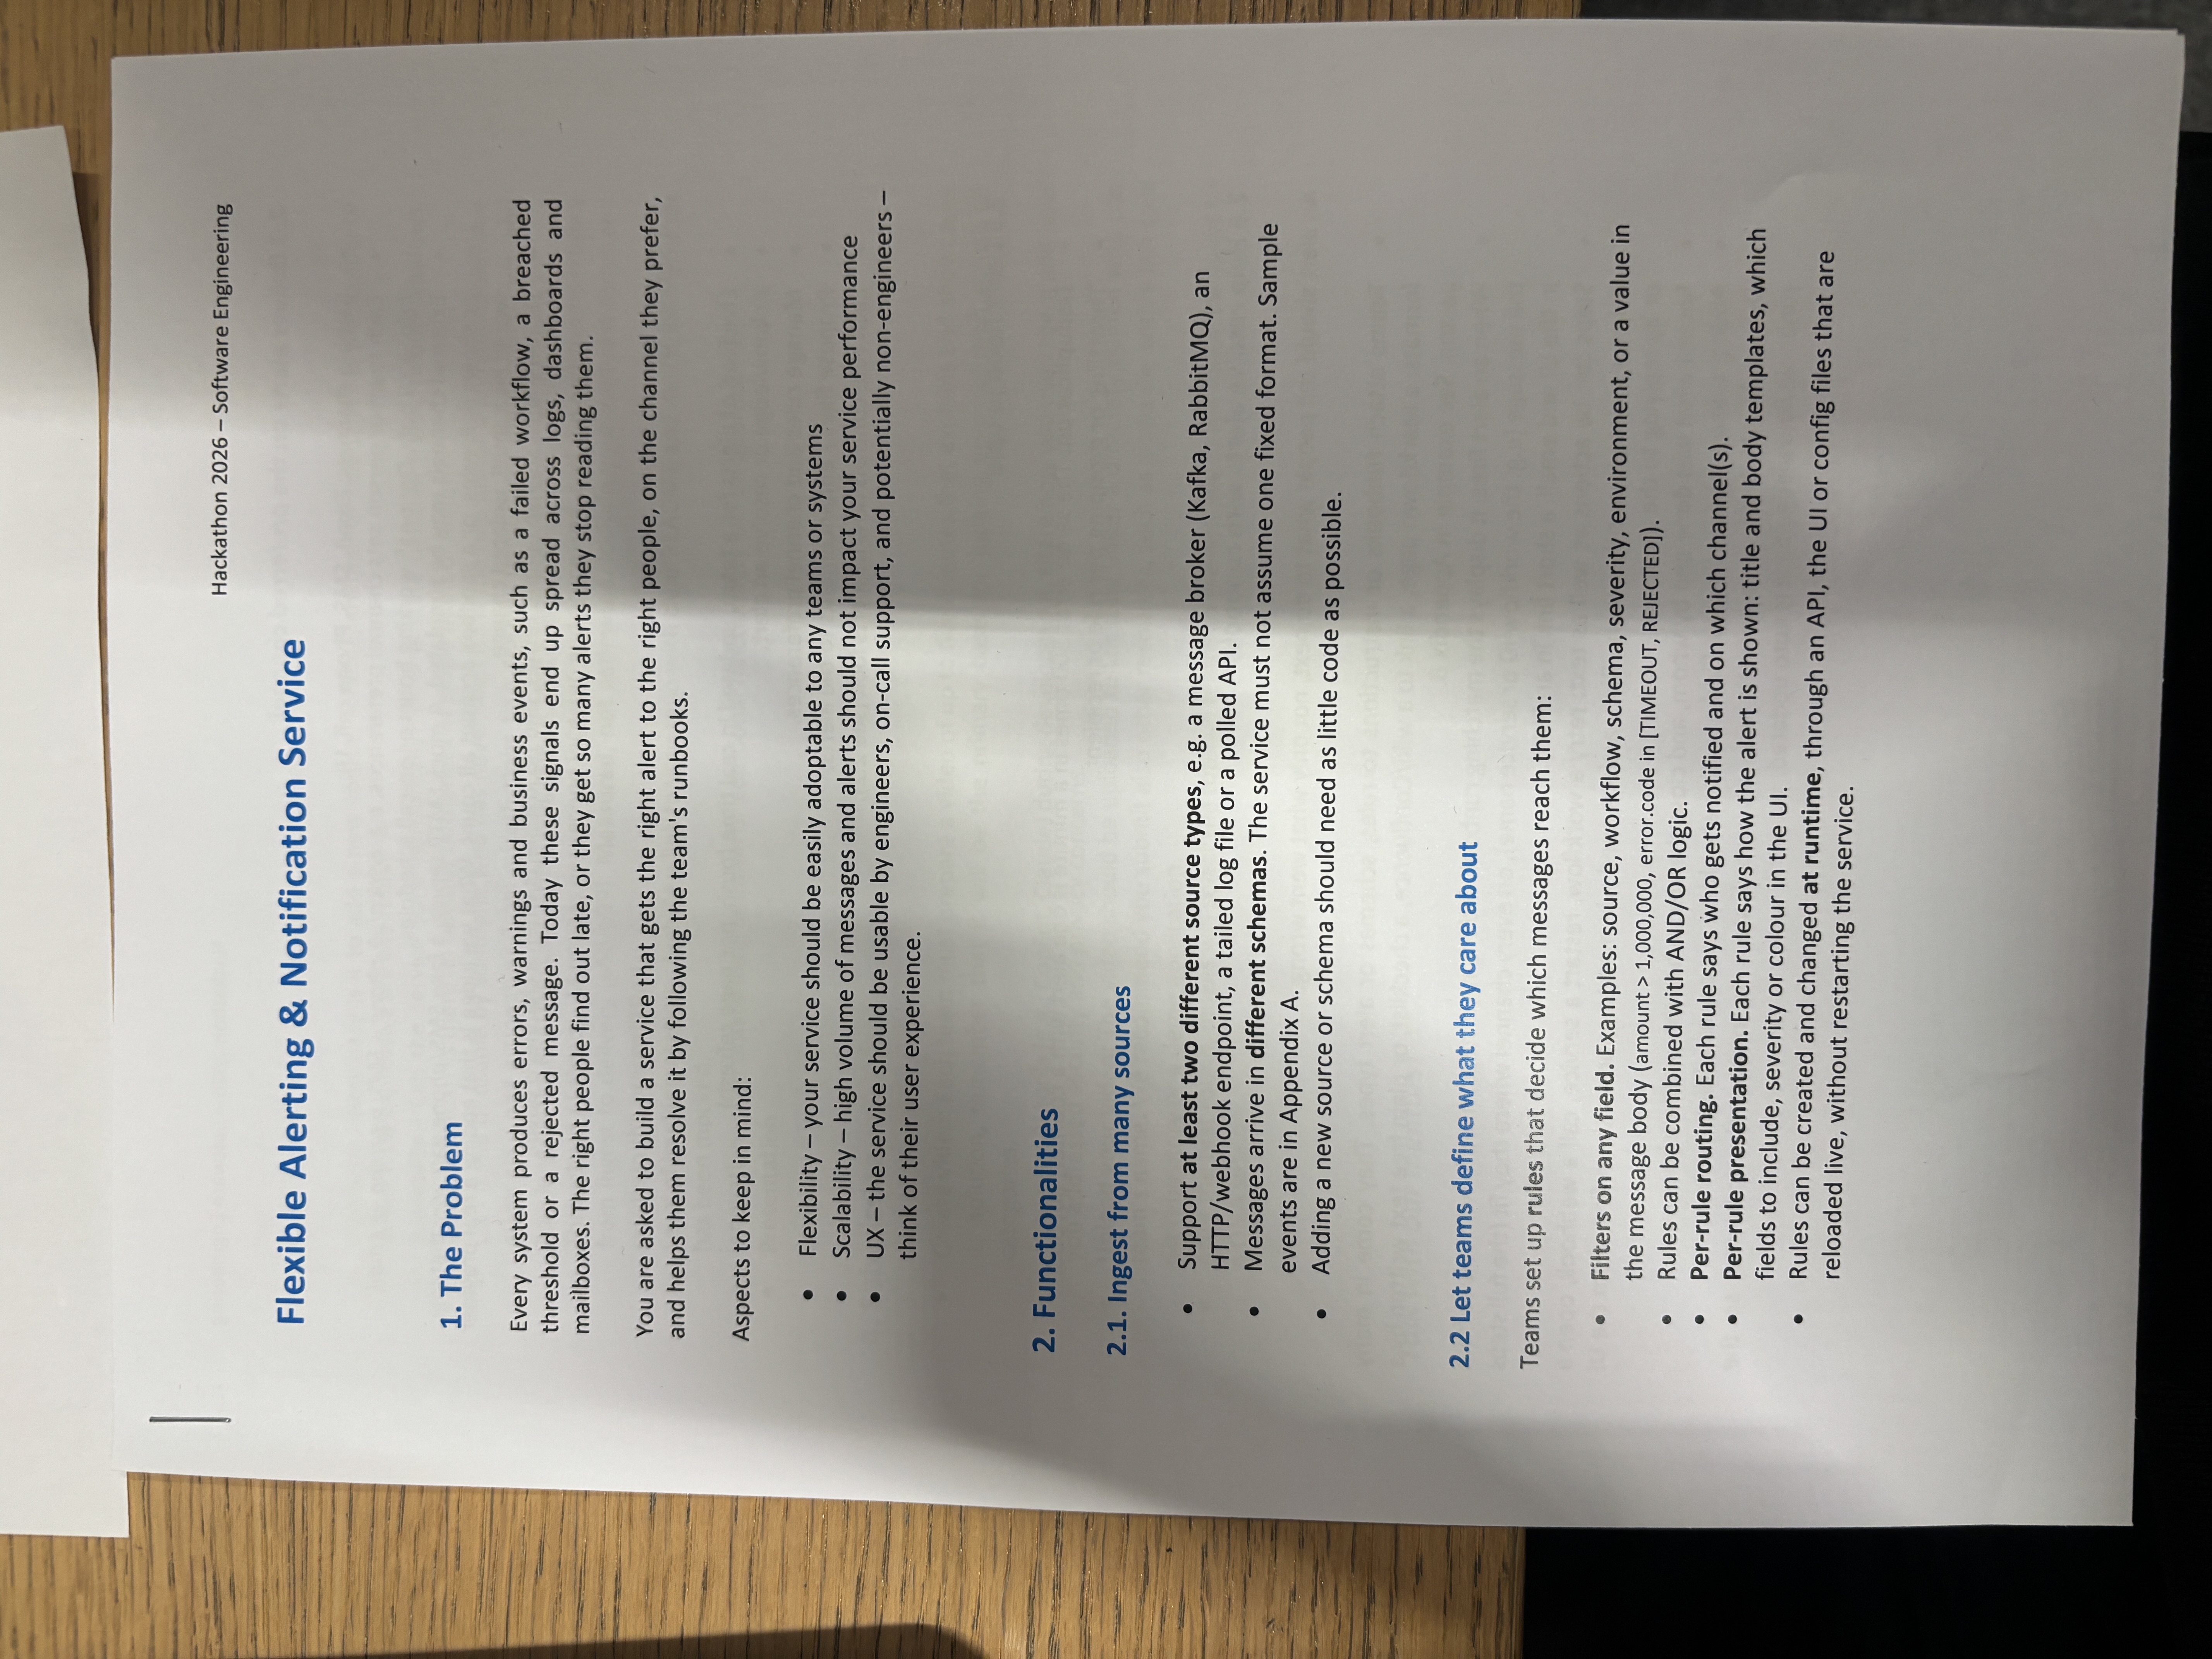 Hackathon 2026 – Software Engineering
Flexible Alerting & Notification Service
1. The Problem
Every system produces errors, warnings and business events, such as a failed workflow, a breached
threshold or a rejected message. Today these signals end up spread across logs, dashboards and
mailboxes. The right people find out late, or they get so many alerts they stop reading them.
You are asked to build a service that gets the right alert to the right people, on the channel they prefer,
and helps them resolve it by following the team's runbooks.
Aspects to keep in mind:
• Flexibility – your service should be easily adoptable to any teams or systems
• Scalability – high volume of messages and alerts should not impact your service performance
• UX – the service should be usable by engineers, on-call support, and potentially non-engineers –
think of their user experience.
2. Functionalities
2.1. Ingest from many sources
• Support at least two different source types, e.g. a message broker (Kafka, RabbitMQ), an
HTTP/webhook endpoint, a tailed log file or a polled API.
• Messages arrive in different schemas. The service must not assume one fixed format. Sample
events are in Appendix A.
• Adding a new source or schema should need as little code as possible.
2.2 Let teams define what they care about
Teams set up rules that decide which messages reach them:
• Filters on any field. Examples: source, workflow, schema, severity, environment, or a value in
the message body (amount > 1,000,000, error.code in [TIMEOUT, REJECTED]).
• Rules can be combined with AND/OR logic.
• Per-rule routing. Each rule says who gets notified and on which channel(s).
• Per-rule presentation. Each rule says how the alert is shown: title and body templates, which
fields to include, severity or colour in the UI.
• Rules can be created and changed at runtime, through an API, the UI or config files that are
reloaded live, without restarting the service.